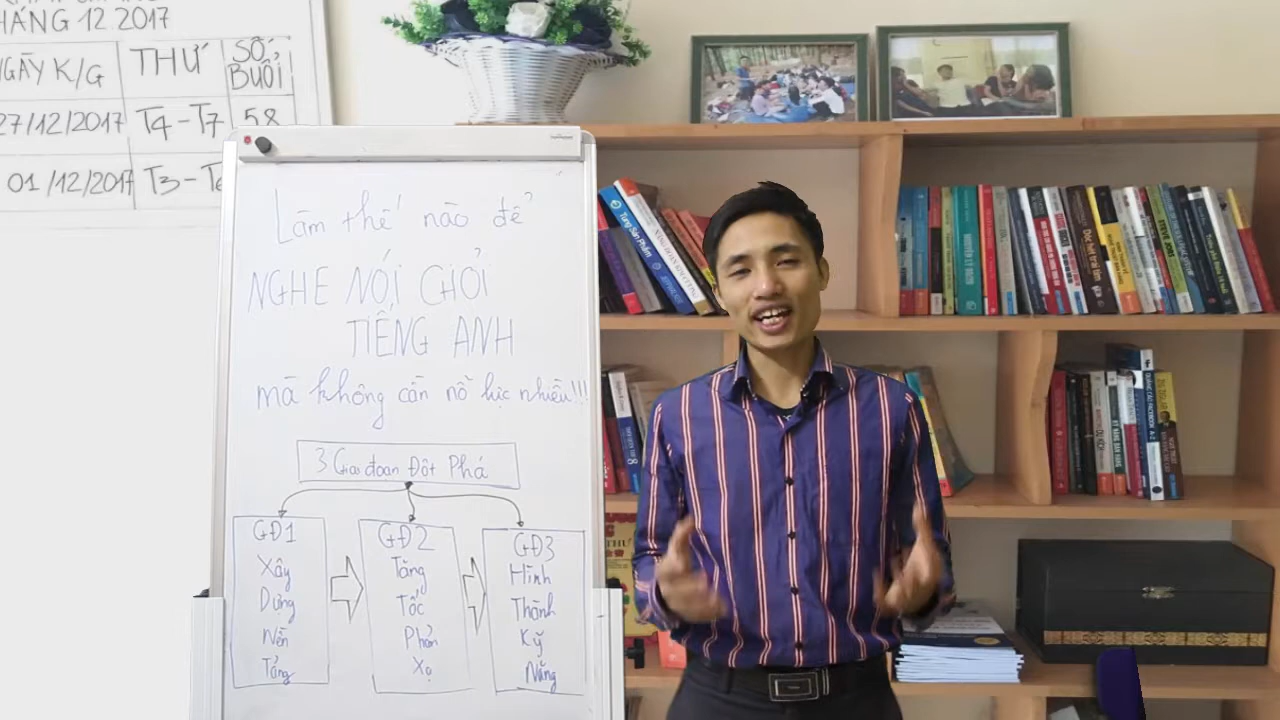 THÁNG 12 2017
NGÀY K/G THỨ SỐ BUỔI
27/12/2017 T4-T7 58
01/12/2017 T3-T6
Làm thế nào để
NGHE NÓI GIỎI
TIẾNG ANH
mà không cần nỗ lực nhiều!!!
3 Giai đoạn Đột Phá
GĐ1
Xây
Dựng
Nền
Tảng
GĐ2
Tăng
Tốc
Phản
Xạ
GĐ3
Hình
Thành
Kỹ
Năng